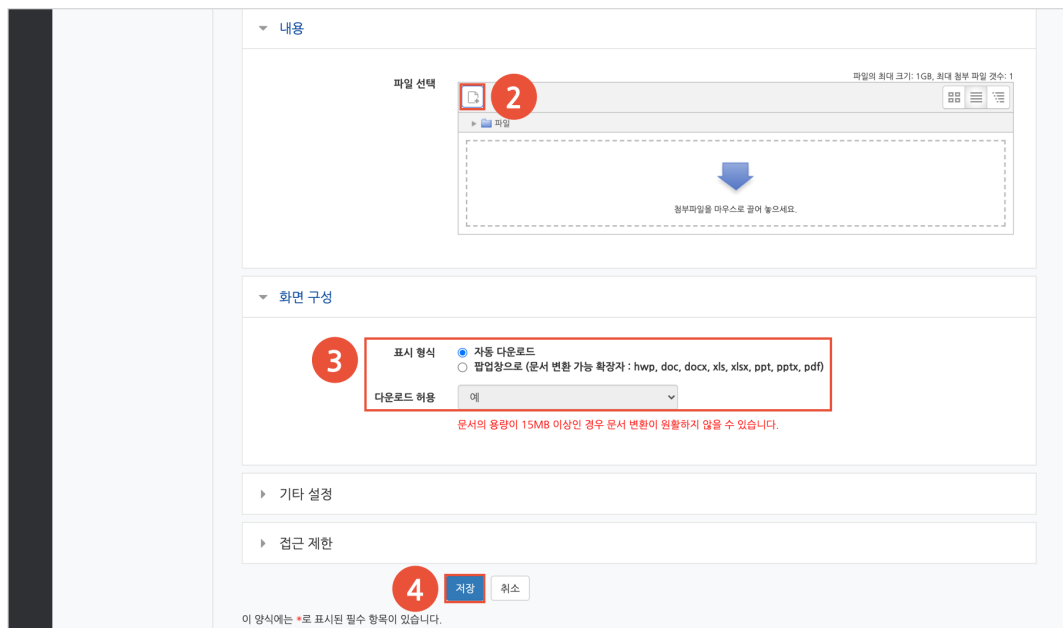 내용
파일의 최대 크기: 1GB, 최대 첨부 파일 갯수: 1
파일 선택
2
파일
첨부파일을 마우스로 끌어 놓으세요.
화면 구성
3
표시 형식
자동 다운로드
팝업창으로 (문서 변환 가능 확장자 : hwp, doc, docx, xls, xlsx, ppt, pptx, pdf)
다운로드 허용
예
문서의 용량이 15MB 이상인 경우 문서 변환이 원활하지 않을 수 있습니다.
기타 설정
접근 제한
4
저장
취소
이 양식에는 *로 표시된 필수 항목이 있습니다.